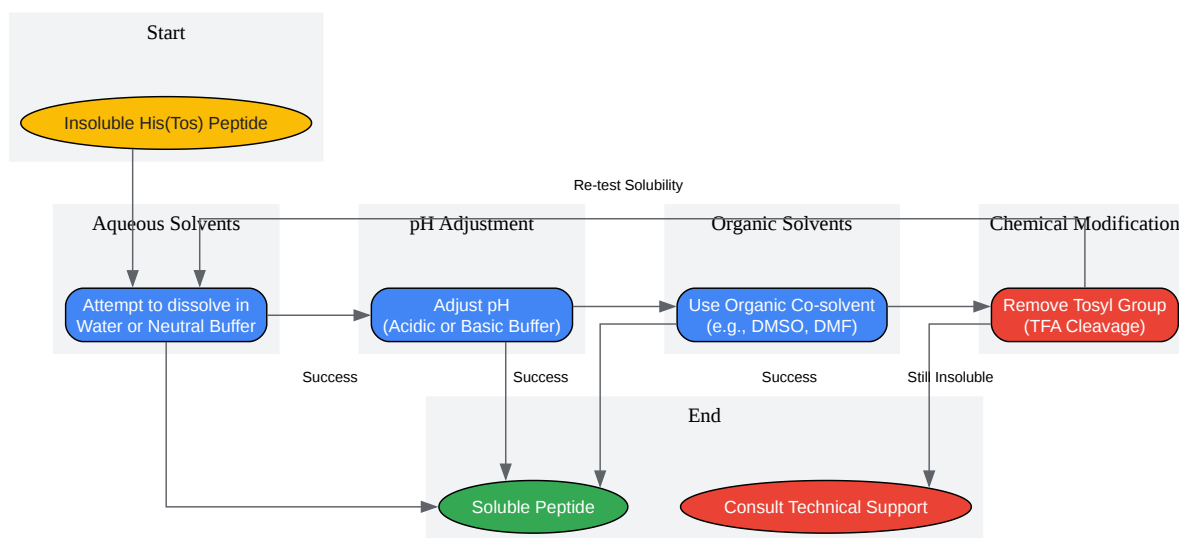 Start
Insoluble His(Tos) Peptide
Re-test Solubility
Aqueous Solvents
pH Adjustment
Organic Solvents
Chemical Modification
Attempt to dissolve in
Water or Neutral Buffer
Adjust pH
(Acidic or Basic Buffer)
Use Organic Co-solvent
(e.g., DMSO, DMF)
Remove Tosyl Group
(TFA Cleavage)
Success
Success
Success
Still Insoluble
End
Soluble Peptide
Consult Technical Support